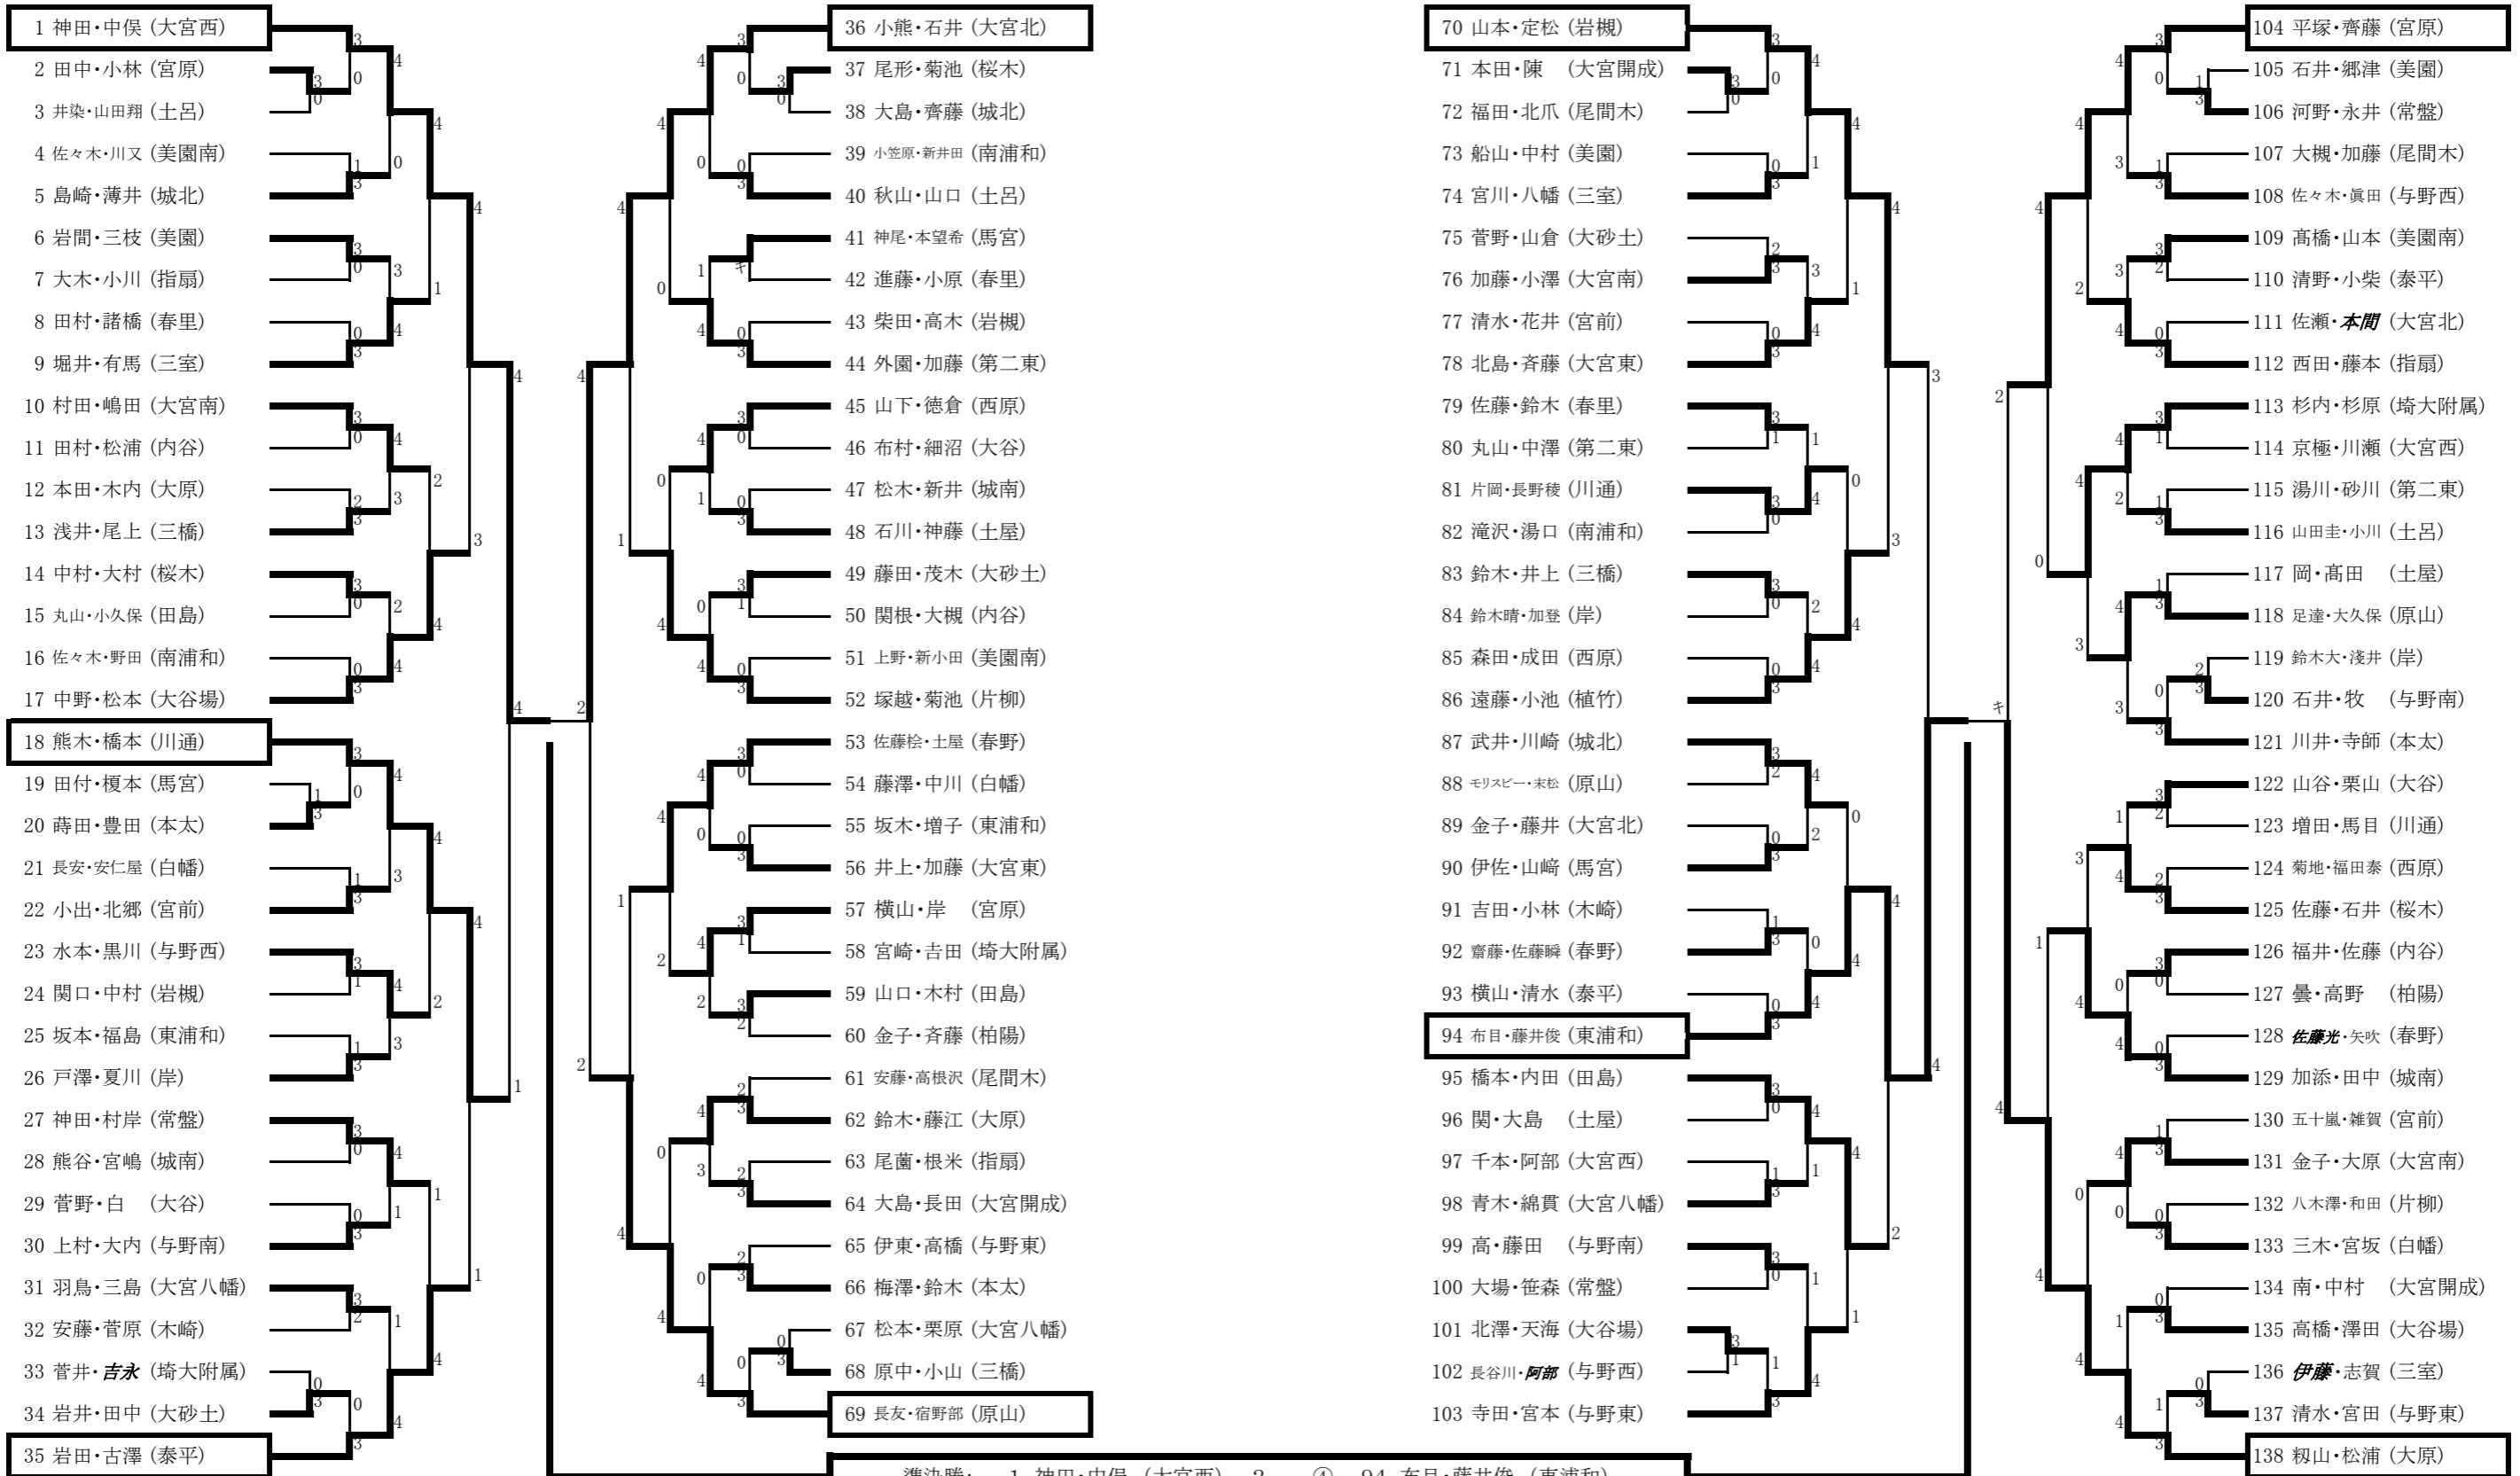 1 神田・中俣 (大宮西)
2 田中・小林 (宮原)
3 井染・山田翔 (土呂)
4 佐々木・川又 (美園南)
5 島崎・薄井 (城北)
6 岩間・三枝 (美園)
7 大木・小川 (指扇)
8 田村・諸橋 (春里)
9 堀井・有馬 (三室)
10 村田・嶋田 (大宮南)
11 田村・松浦 (内谷)
12 本田・木内 (大原)
13 浅井・尾上 (三橋)
14 中村・大村 (桜木)
15 丸山・小久保 (田島)
16 佐々木・野田 (南浦和)
17 中野・松本 (大谷場)
18 熊木・橋本 (川通)
19 田付・榎本 (馬宮)
20 蒔田・豊田 (本太)
21 長安・安仁屋 (白幡)
22 小出・北郷 (宮前)
23 水本・黒川 (与野西)
24 関口・中村 (岩槻)
25 坂本・福島 (東浦和)
26 戸澤・夏川 (岸)
27 神田・村岸 (常盤)
28 熊谷・宮嶋 (城南)
29 菅野・白 (大谷)
30 上村・大内 (与野南)
31 羽鳥・三島 (大宮八幡)
32 安藤・菅原 (木崎)
33 菅井・吉永 (埼大附属)
34 岩井・田中 (大砂土)
35 岩田・古澤 (泰平)
36 小熊・石井 (大宮北)
37 尾形・菊池 (桜木)
38 大島・齊藤 (城北)
39 小笠原・新井田 (南浦和)
40 秋山・山口 (土呂)
41 神尾・本望希 (馬宮)
42 進藤・小原 (春里)
43 柴田・高木 (岩槻)
44 外園・加藤 (第二東)
45 山下・徳倉 (西原)
46 布村・細沼 (大谷)
47 松木・新井 (城南)
48 石川・神藤 (土屋)
49 藤田・茂木 (大砂土)
50 関根・大槻 (内谷)
51 上野・新小田 (美園南)
52 塚越・菊池 (片柳)
53 佐藤桧・土屋 (春野)
54 藤澤・中川 (白幡)
55 坂木・増子 (東浦和)
56 井上・加藤 (大宮東)
57 横山・岸 (宮原)
58 宮崎・𠮷田 (埼大附属)
59 山口・木村 (田島)
60 金子・斉藤 (柏陽)
61 安藤・高根沢 (尾間木)
62 鈴木・藤江 (大原)
63 尾薗・根米 (指扇)
64 大島・長田 (大宮開成)
65 伊東・高橋 (与野東)
66 梅澤・鈴木 (本太)
67 松本・栗原 (大宮八幡)
68 原中・小山 (三橋)
69 長友・宿野部 (原山)
70 山本・定松 (岩槻)
71 本田・陳 (大宮開成)
72 福田・北爪 (尾間木)
73 船山・中村 (美園)
74 宮川・八幡 (三室)
75 菅野・山倉 (大砂土)
76 加藤・小澤 (大宮南)
77 清水・花井 (宮前)
78 北島・斉藤 (大宮東)
79 佐藤・鈴木 (春里)
80 丸山・中澤 (第二東)
81 片岡・長野稜 (川通)
82 滝沢・湯口 (南浦和)
83 鈴木・井上 (三橋)
84 鈴木晴・加登 (岸)
85 森田・成田 (西原)
86 遠藤・小池 (植竹)
87 武井・川崎 (城北)
88 モリスビー・末松 (原山)
89 金子・藤井 (大宮北)
90 伊佐・山﨑 (馬宮)
91 吉田・小林 (木崎)
92 齋藤・佐藤瞬 (春野)
93 横山・清水 (泰平)
94 布目・藤井俊 (東浦和)
95 橋本・内田 (田島)
96 関・大島 (土屋)
97 千本・阿部 (大宮西)
98 青木・綿貫 (大宮八幡)
99 高・藤田 (与野南)
100 大場・笹森 (常盤)
101 北澤・天海 (大谷場)
102 長谷川・阿部 (与野西)
103 寺田・宮本 (与野東)
104 平塚・齊藤 (宮原)
105 石井・郷津 (美園)
106 河野・永井 (常盤)
107 大槻・加藤 (尾間木)
108 佐々木・眞田 (与野西)
109 髙橋・山本 (美園南)
110 清野・小柴 (泰平)
111 佐瀬・本間 (大宮北)
112 西田・藤本 (指扇)
113 杉内・杉原 (埼大附属)
114 京極・川瀬 (大宮西)
115 湯川・砂川 (第二東)
116 山田圭・小川 (土呂)
117 岡・髙田 (土屋)
118 足達・大久保 (原山)
119 鈴木大・淺井 (岸)
120 石井・牧 (与野南)
121 川井・寺師 (本太)
122 山谷・栗山 (大谷)
123 増田・馬目 (川通)
124 菊地・福田泰 (西原)
125 佐藤・石井 (桜木)
126 福井・佐藤 (内谷)
127 曇・高野 (柏陽)
128 佐藤光・矢吹 (春野)
129 加添・田中 (城南)
130 五十嵐・雑賀 (宮前)
131 金子・大原 (大宮南)
132 八木澤・和田 (片柳)
133 三木・宮坂 (白幡)
134 南・中村 (大宮開成)
135 高橋・澤田 (大谷場)
136 伊藤・志賀 (三室)
137 清水・宮田 (与野東)
138 籾山・松浦 (大原)
準決勝: 1 神田・中俣 (大宮西) 2 ④ 94 布目・藤井俊 (東浦和)